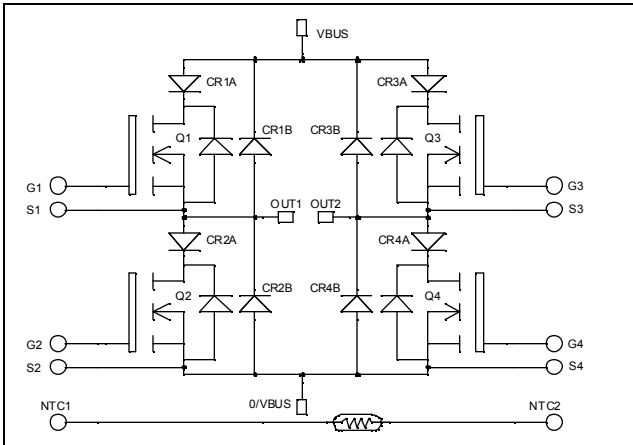 VBUS
CR1A CR3A
Q1 CR1B CR3B Q3
G1 G3
S1 OUT1 OUT2 S3
CR2A CR4A
Q2 CR2B CR4B Q4
G2 G4
S2 S4
NTC1 0/VBUS NTC2